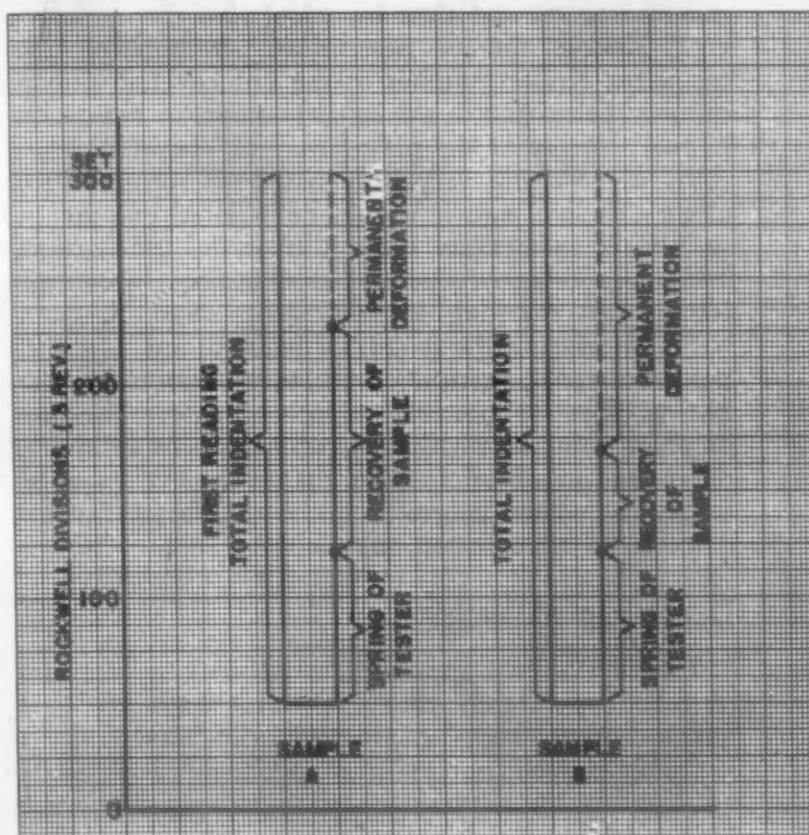 SET
300
200
100
0
ROCKWELL DIVISIONS (3 REV.)
FIRST READING
TOTAL INDENTATION
PERMANENT
DEFORMATION
RECOVERY OF
SAMPLE
SPRING OF
TESTER
SAMPLE
A
TOTAL INDENTATION
PERMANENT
DEFORMATION
RECOVERY
OF
SAMPLE
SPRING OF
TESTER
SAMPLE
B